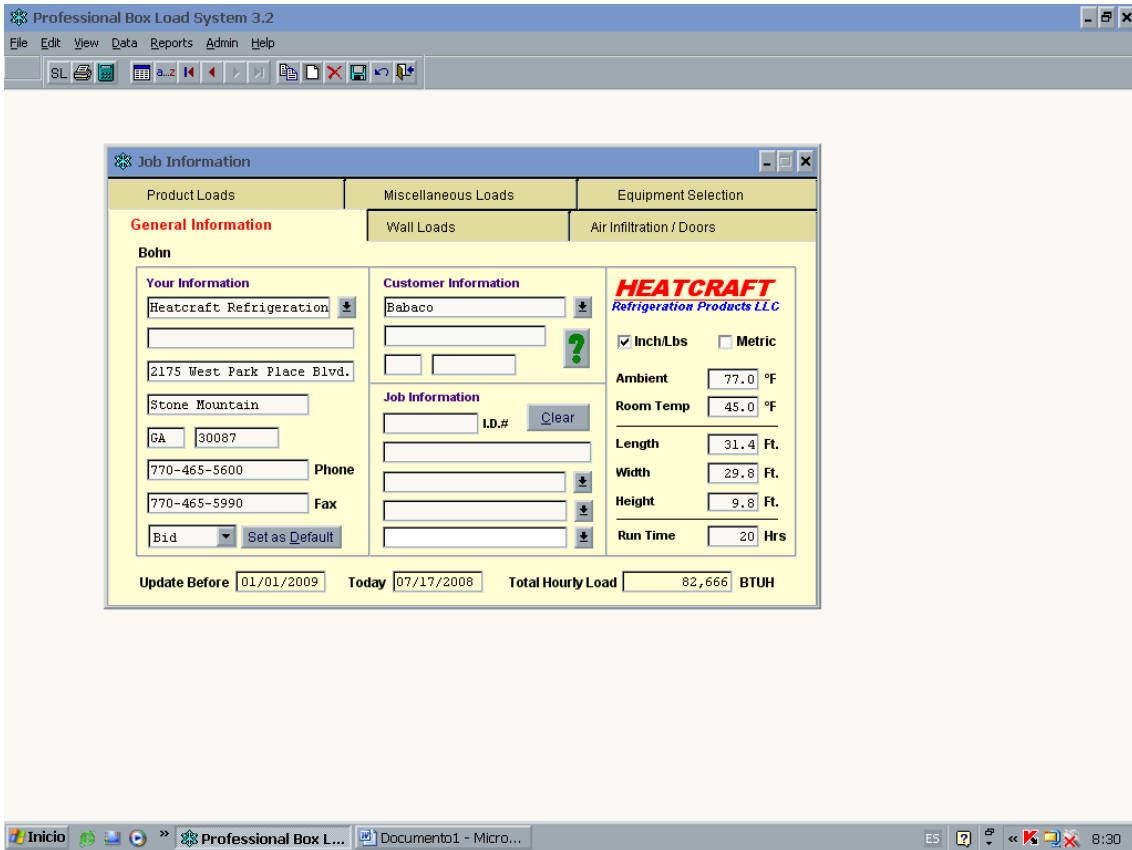 Professional Box Load System 3.2
File Edit View Data Reports Admin Help
SL a..z
Job Information
Product Loads Miscellaneous Loads Equipment Selection
General Information Wall Loads Air Infiltration / Doors
Bohn
Your Information
Heatcraft Refrigeration
2175 West Park Place Blvd.
Stone Mountain
GA 30087
770-465-5600 Phone
770-465-5990 Fax
Bid Set as Default
Customer Information
Babaco
?
Job Information
I.D.# Clear
HEATCRAFT
Refrigeration Products LLC
Inch/Lbs Metric
Ambient 77.0 °F
Room Temp 45.0 °F
Length 31.4 Ft.
Width 29.8 Ft.
Height 9.8 Ft.
Run Time 20 Hrs
Update Before 01/01/2009 Today 07/17/2008 Total Hourly Load 82,666 BTUH
Inicio » Professional Box L... Documento1 - Micro... ES ? « K 8:30